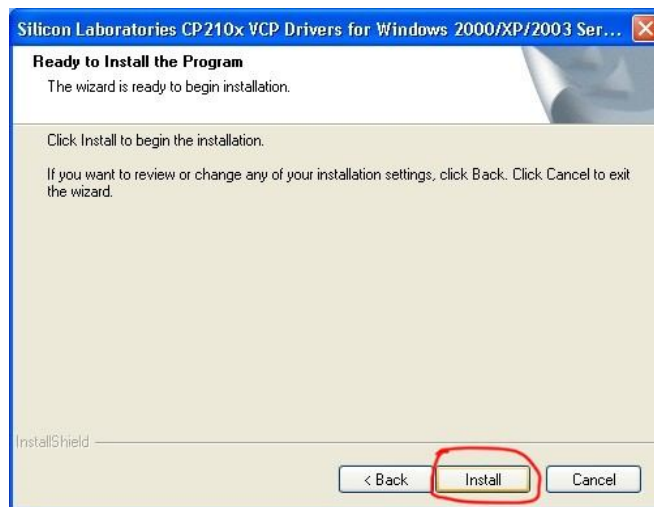 Silicon Laboratories CP210x VCP Drivers for Windows 2000/XP/2003 Ser...
Ready to Install the Program
The wizard is ready to begin installation.
Click Install to begin the installation.
If you want to review or change any of your installation settings, click Back. Click Cancel to exit
the wizard.
InstallShield
< Back Install Cancel